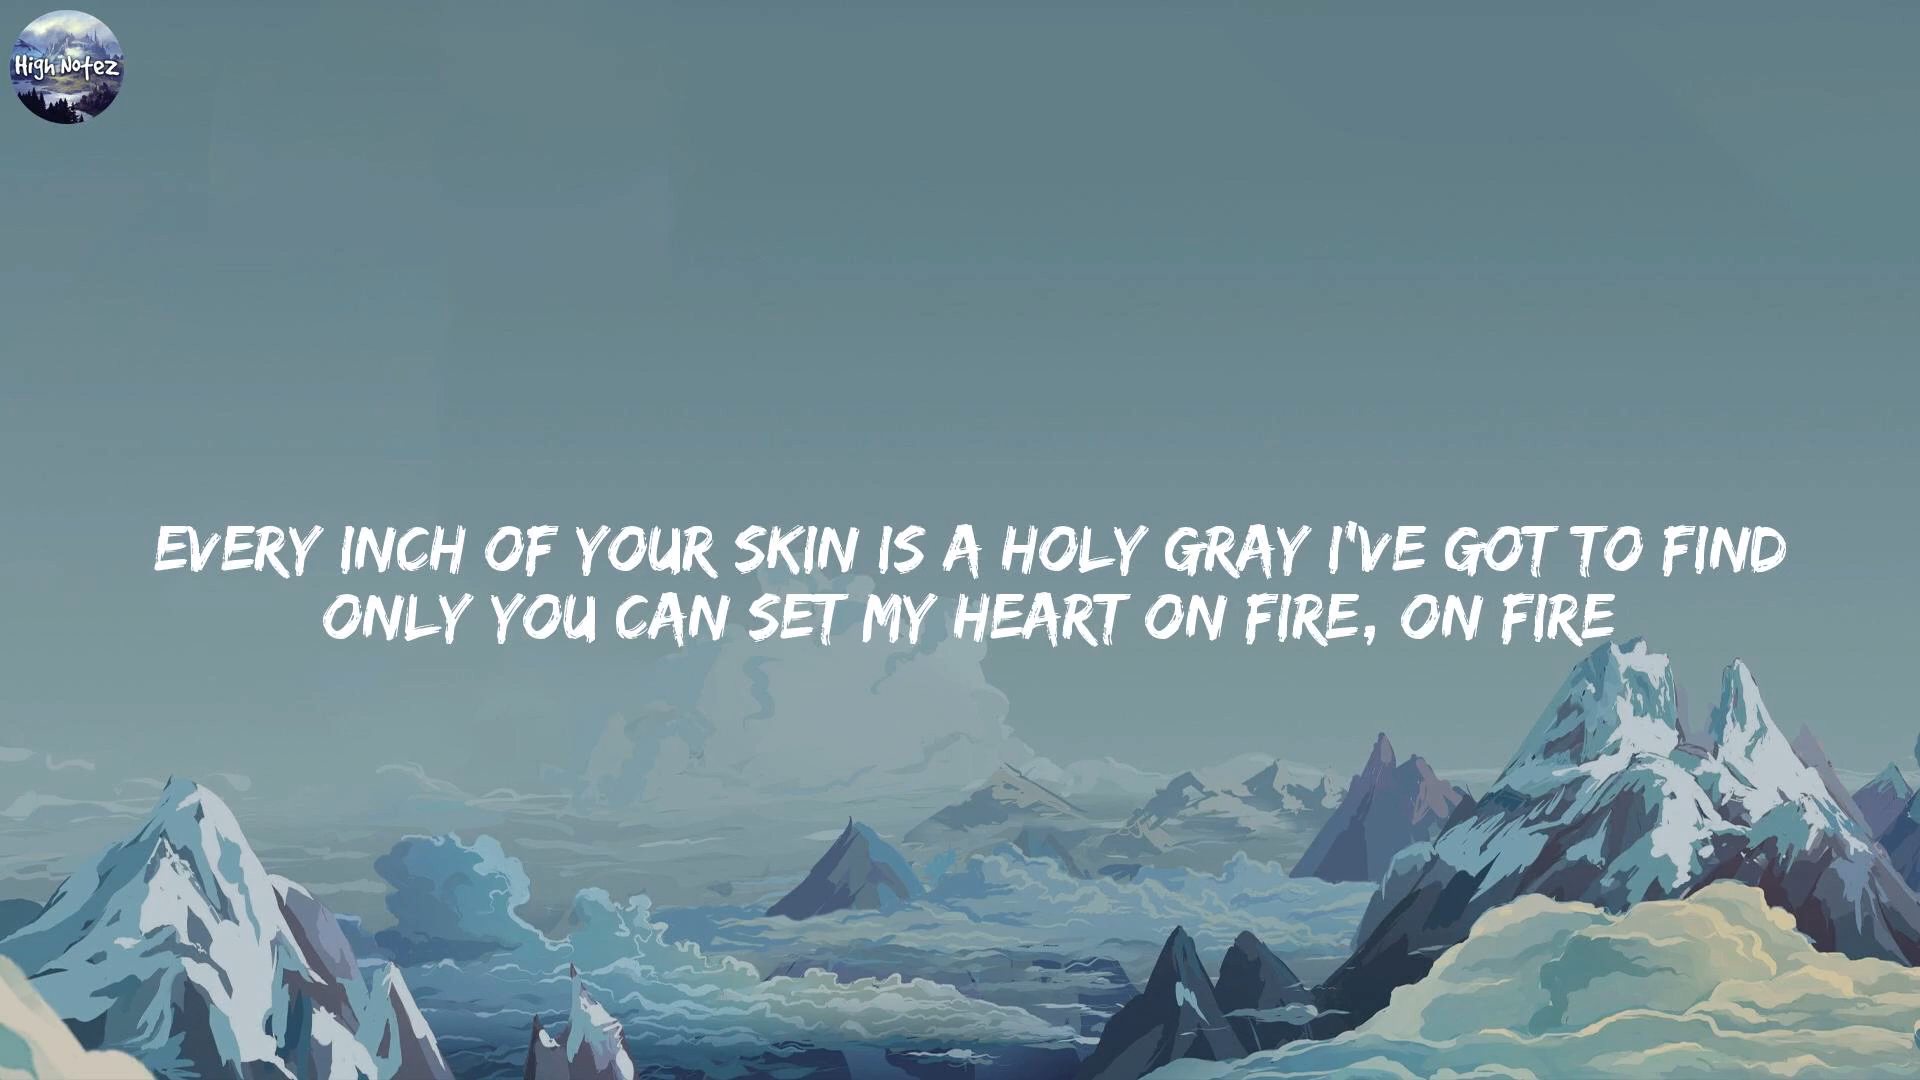 High Notez
EVERY INCH OF YOUR SKIN IS A HOLY GRAY I'VE GOT TO FIND
ONLY YOU CAN SET MY HEART ON FIRE, ON FIRE